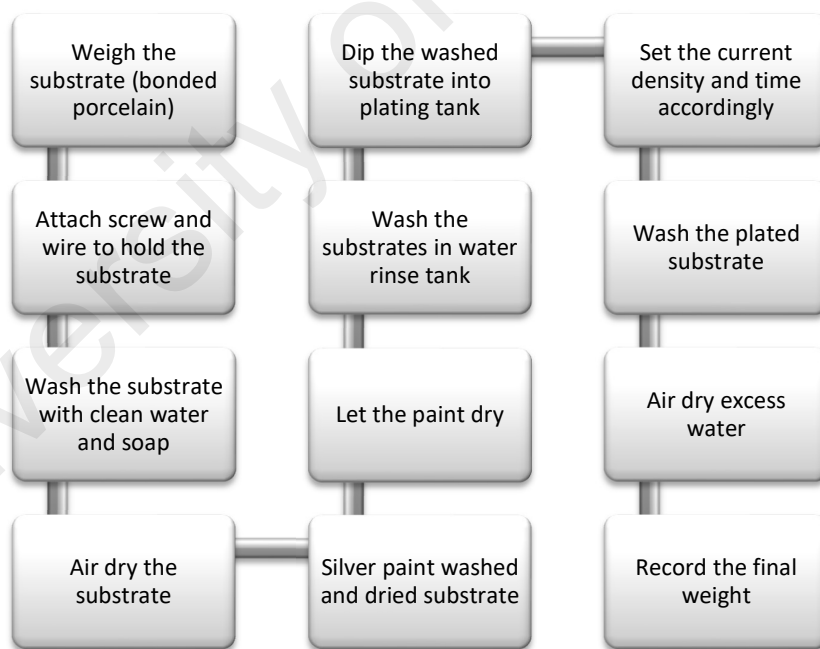 Weigh the
substrate (bonded
porcelain)
Attach screw and
wire to hold the
substrate
Wash the substrate
with clean water
and soap
Air dry the
substrate
Silver paint washed
and dried substrate
Let the paint dry
Wash the
substrates in water
rinse tank
Dip the washed
substrate into
plating tank
Set the current
density and time
accordingly
Wash the plated
substrate
Air dry excess
water
Record the final
weight